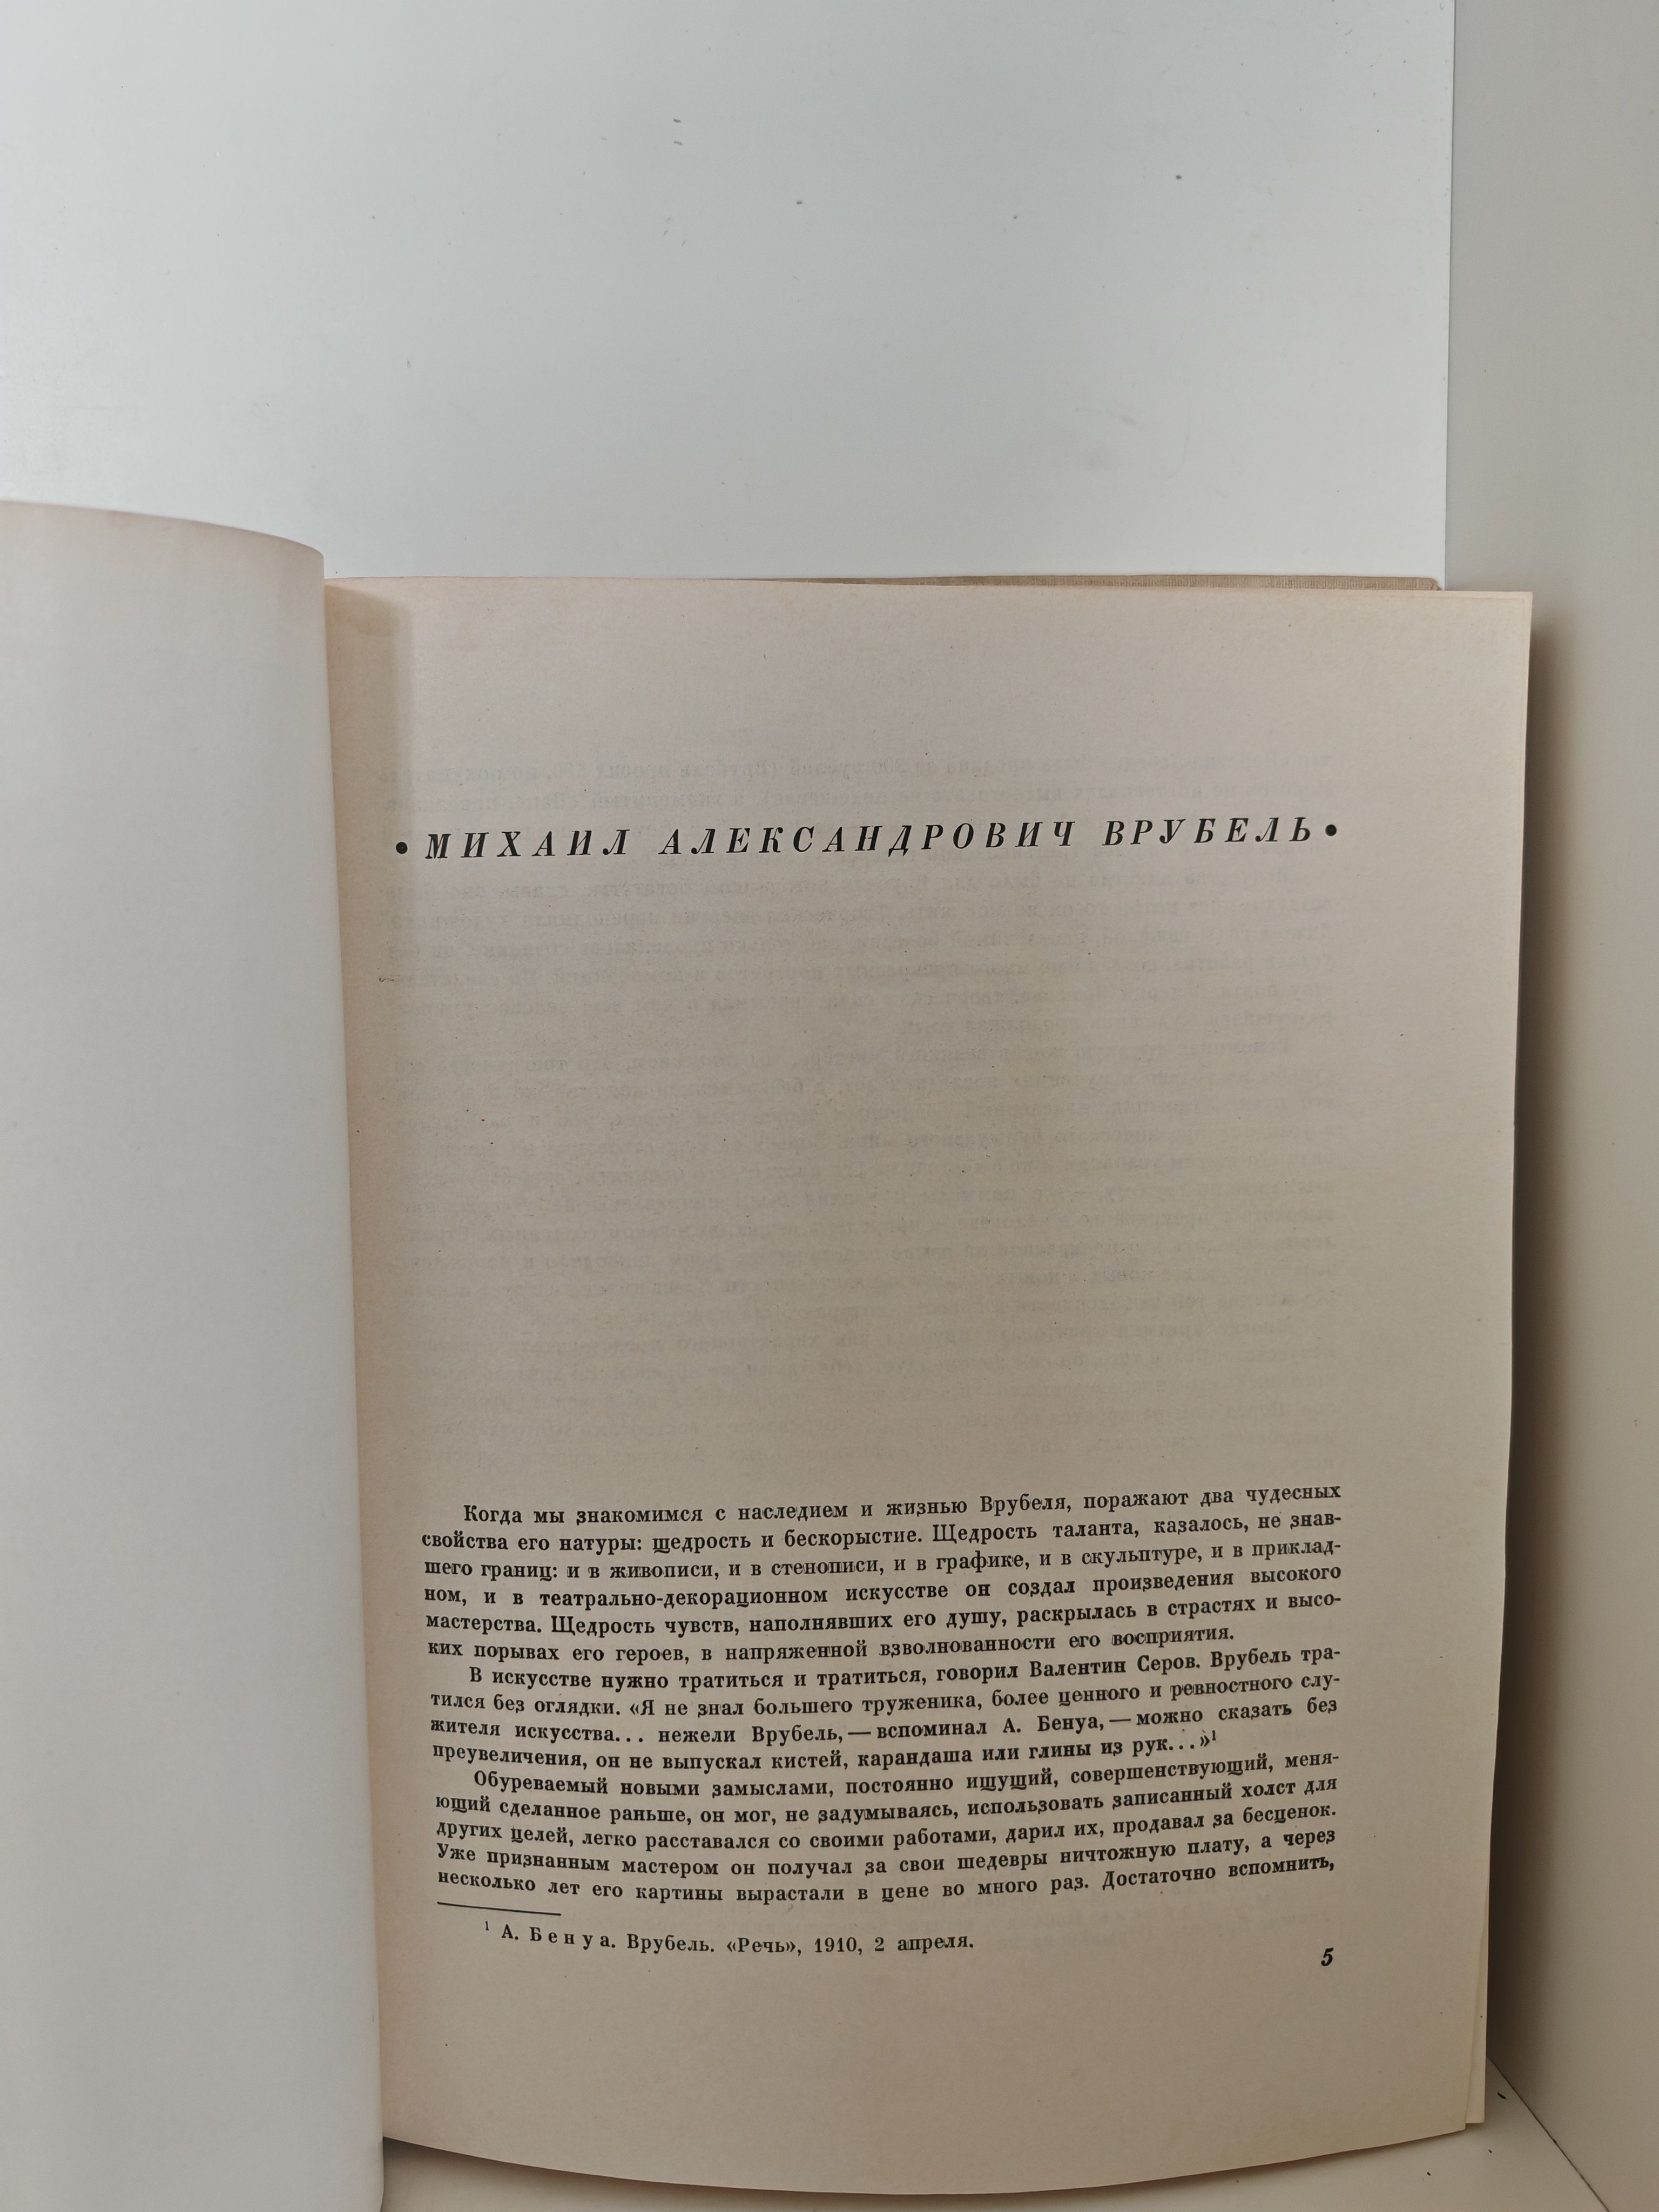 • МИХАИЛ АЛЕКСАНДРОВИЧ ВРУБЕЛЬ •
Когда мы знакомимся с наследием и жизнью Врубеля, поражают два чудесных
свойства его натуры: щедрость и бескорыстие. Щедрость таланта, казалось, не знав-
шего границ: и в живописи, и в стенописи, и в графике, и в скульптуре, и в приклад-
ном, и в театрально-декорационном искусстве он создал произведения высокого
мастерства. Щедрость чувств, наполнявших его душу, раскрылась в страстях и высо-
ких порывах его героев, в напряженной взволнованности его восприятия.
В искусстве нужно тратиться и тратиться, говорил Валентин Серов. Врубель тра-
тился без оглядки. «Я не знал большего труженика, более ценного и ревностного слу-
жителя искусства... нежели Врубель, — вспоминал А. Бенуа, — можно сказать без
преувеличения, он не выпускал кистей, карандаша или глины из рук...»¹
Обуреваемый новыми замыслами, постоянно ищущий, совершенствующий, меня-
ющий сделанное раньше, он мог, не задумываясь, использовать записанный холст для
других целей, легко расставался со своими работами, дарил их, продавал за бесценок.
Уже признанным мастером он получал за свои шедевры ничтожную плату, а через
несколько лет его картины вырастали в цене во много раз. Достаточно вспомнить,
¹ А. Бенуа. Врубель. «Речь», 1910, 2 апреля.
5